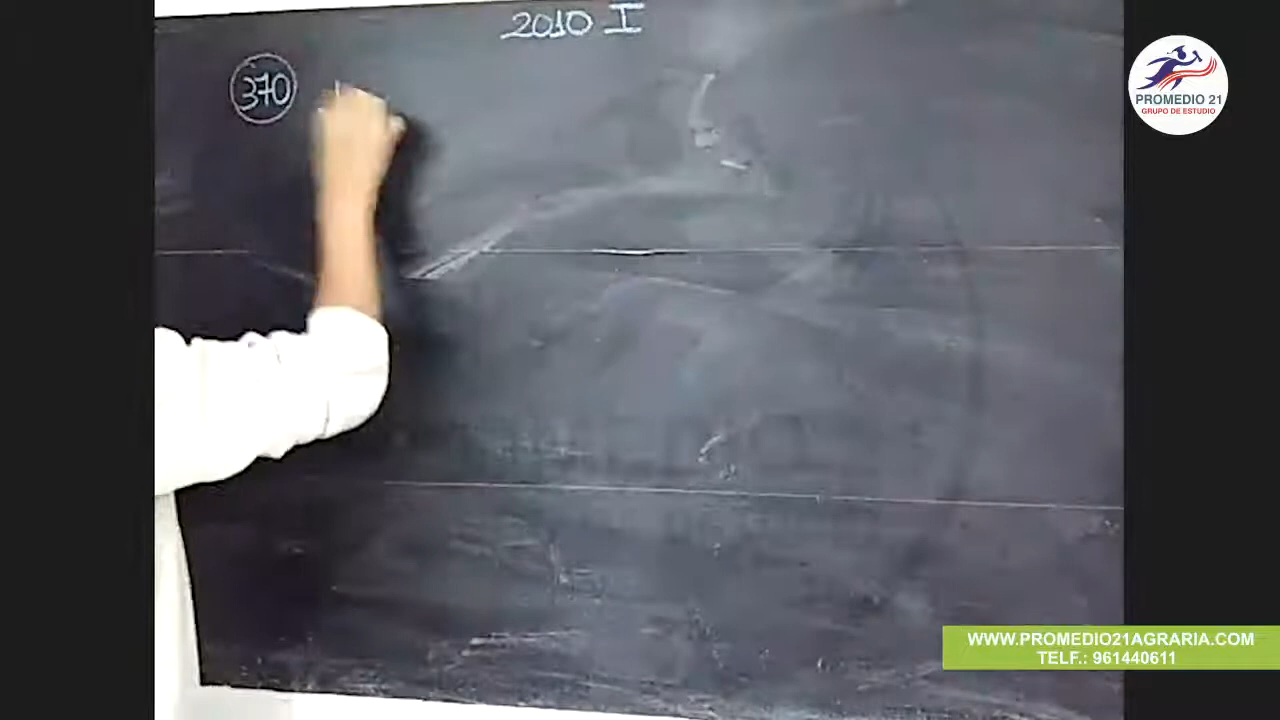 2010 I
370
PROMEDIO 21
GRUPO DE ESTUDIO
WWW.PROMEDIO21AGRARIA.COM
TELF.: 961440611